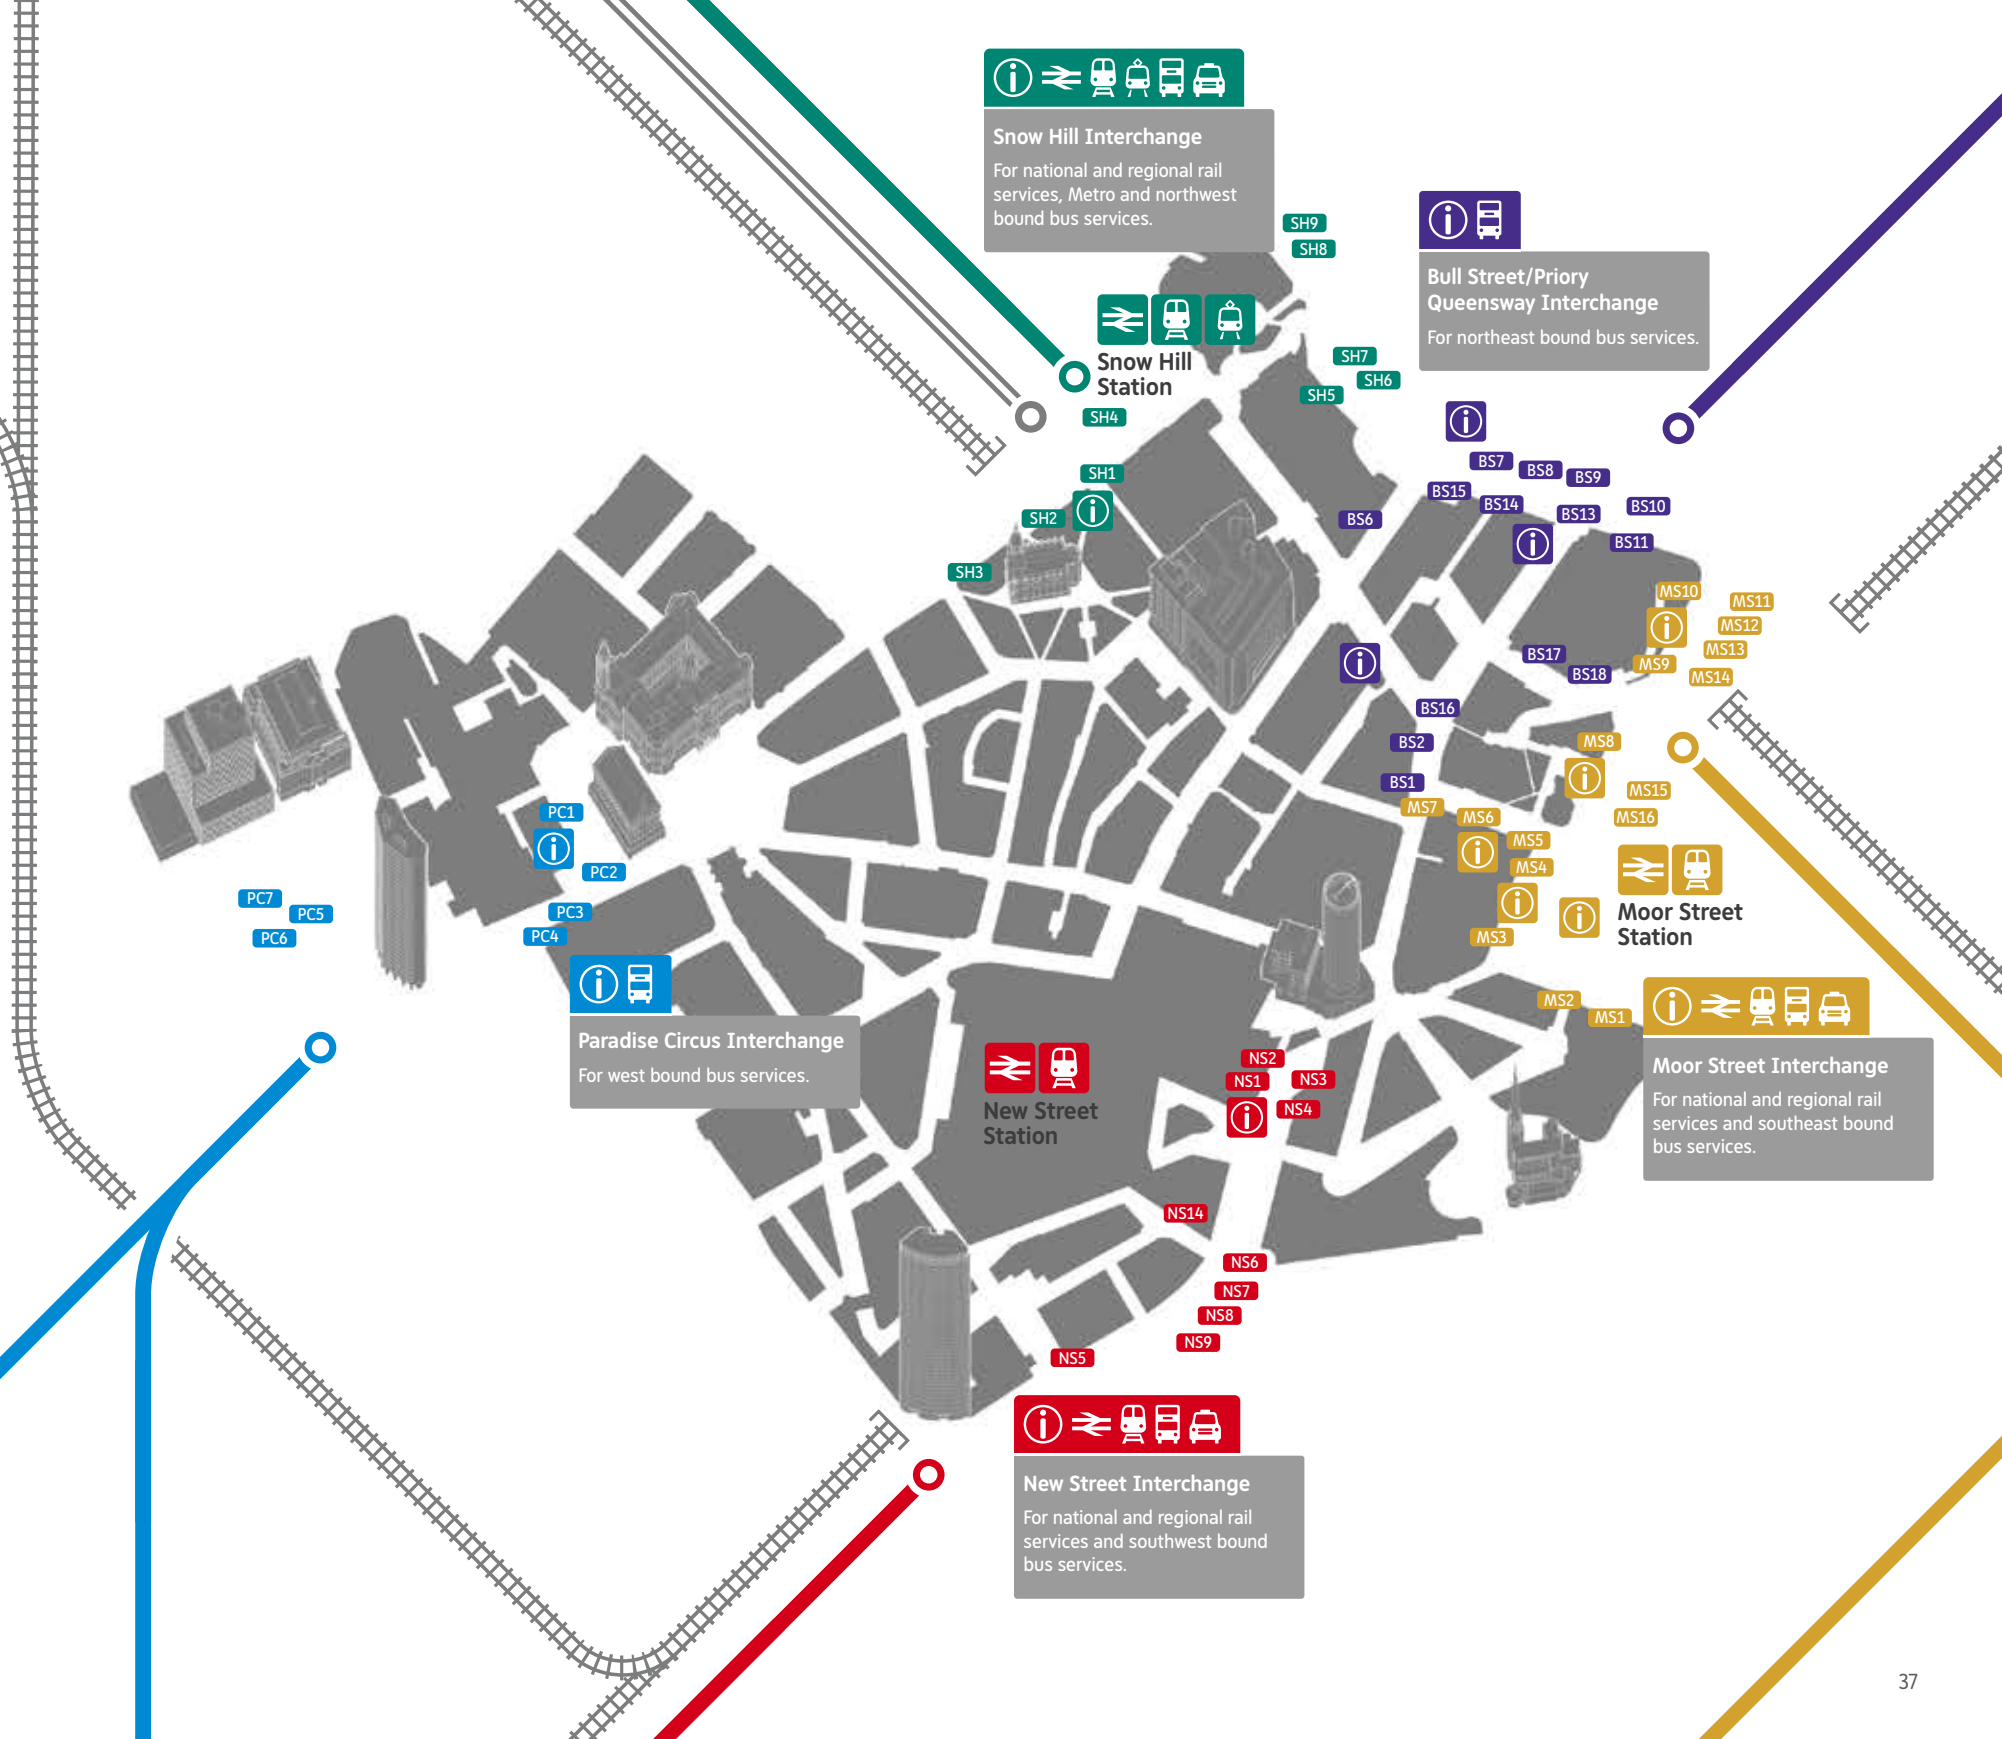 Snow Hill Interchange
For national and regional rail
services, Metro and northwest
bound bus services.
SH9
SH8
Bull Street/Priory
Queensway Interchange
For northeast bound bus services.
Snow Hill
Station
SH7
SH6
SH5
SH4
SH1
SH2
SH3
BS7
BS8
BS9
BS15
BS14
BS13
BS10
BS6
BS11
MS10
MS11
MS12
MS13
MS9
MS14
BS17
BS18
BS16
BS2
BS1
MS8
MS7
MS6
MS5
MS4
MS15
MS16
MS3
Moor Street
Station
MS2
MS1
Moor Street Interchange
For national and regional rail
services and southeast bound
bus services.
PC1
PC2
PC3
PC4
PC7
PC5
PC6
Paradise Circus Interchange
For west bound bus services.
New Street
Station
NS2
NS1
NS3
NS4
NS14
NS6
NS7
NS8
NS9
NS5
New Street Interchange
For national and regional rail
services and southwest bound
bus services.
37